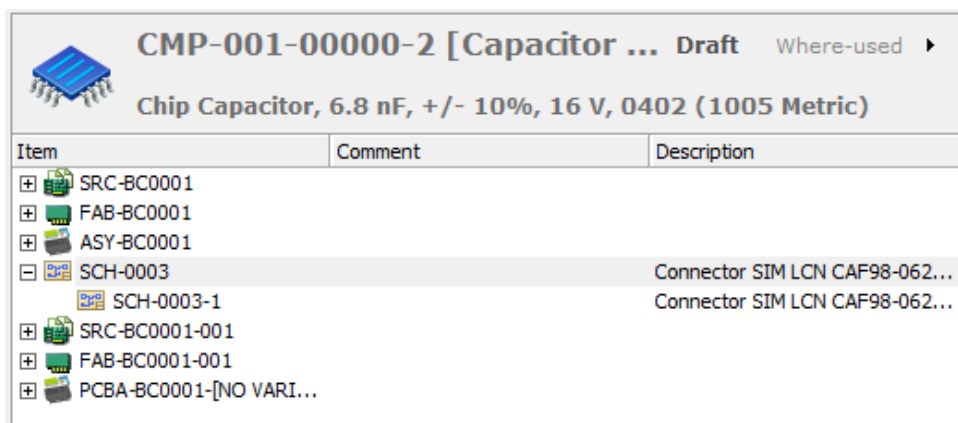 CMP-001-00000-2 [Capacitor ... Draft Where-used
Chip Capacitor, 6.8 nF, +/- 10%, 16 V, 0402 (1005 Metric)
Item Comment Description
SRC-BC0001
FAB-BC0001
ASY-BC0001
SCH-0003 Connector SIM LCN CAF98-062...
SCH-0003-1 Connector SIM LCN CAF98-062...
SRC-BC0001-001
FAB-BC0001-001
PCBA-BC0001-[NO VARI...